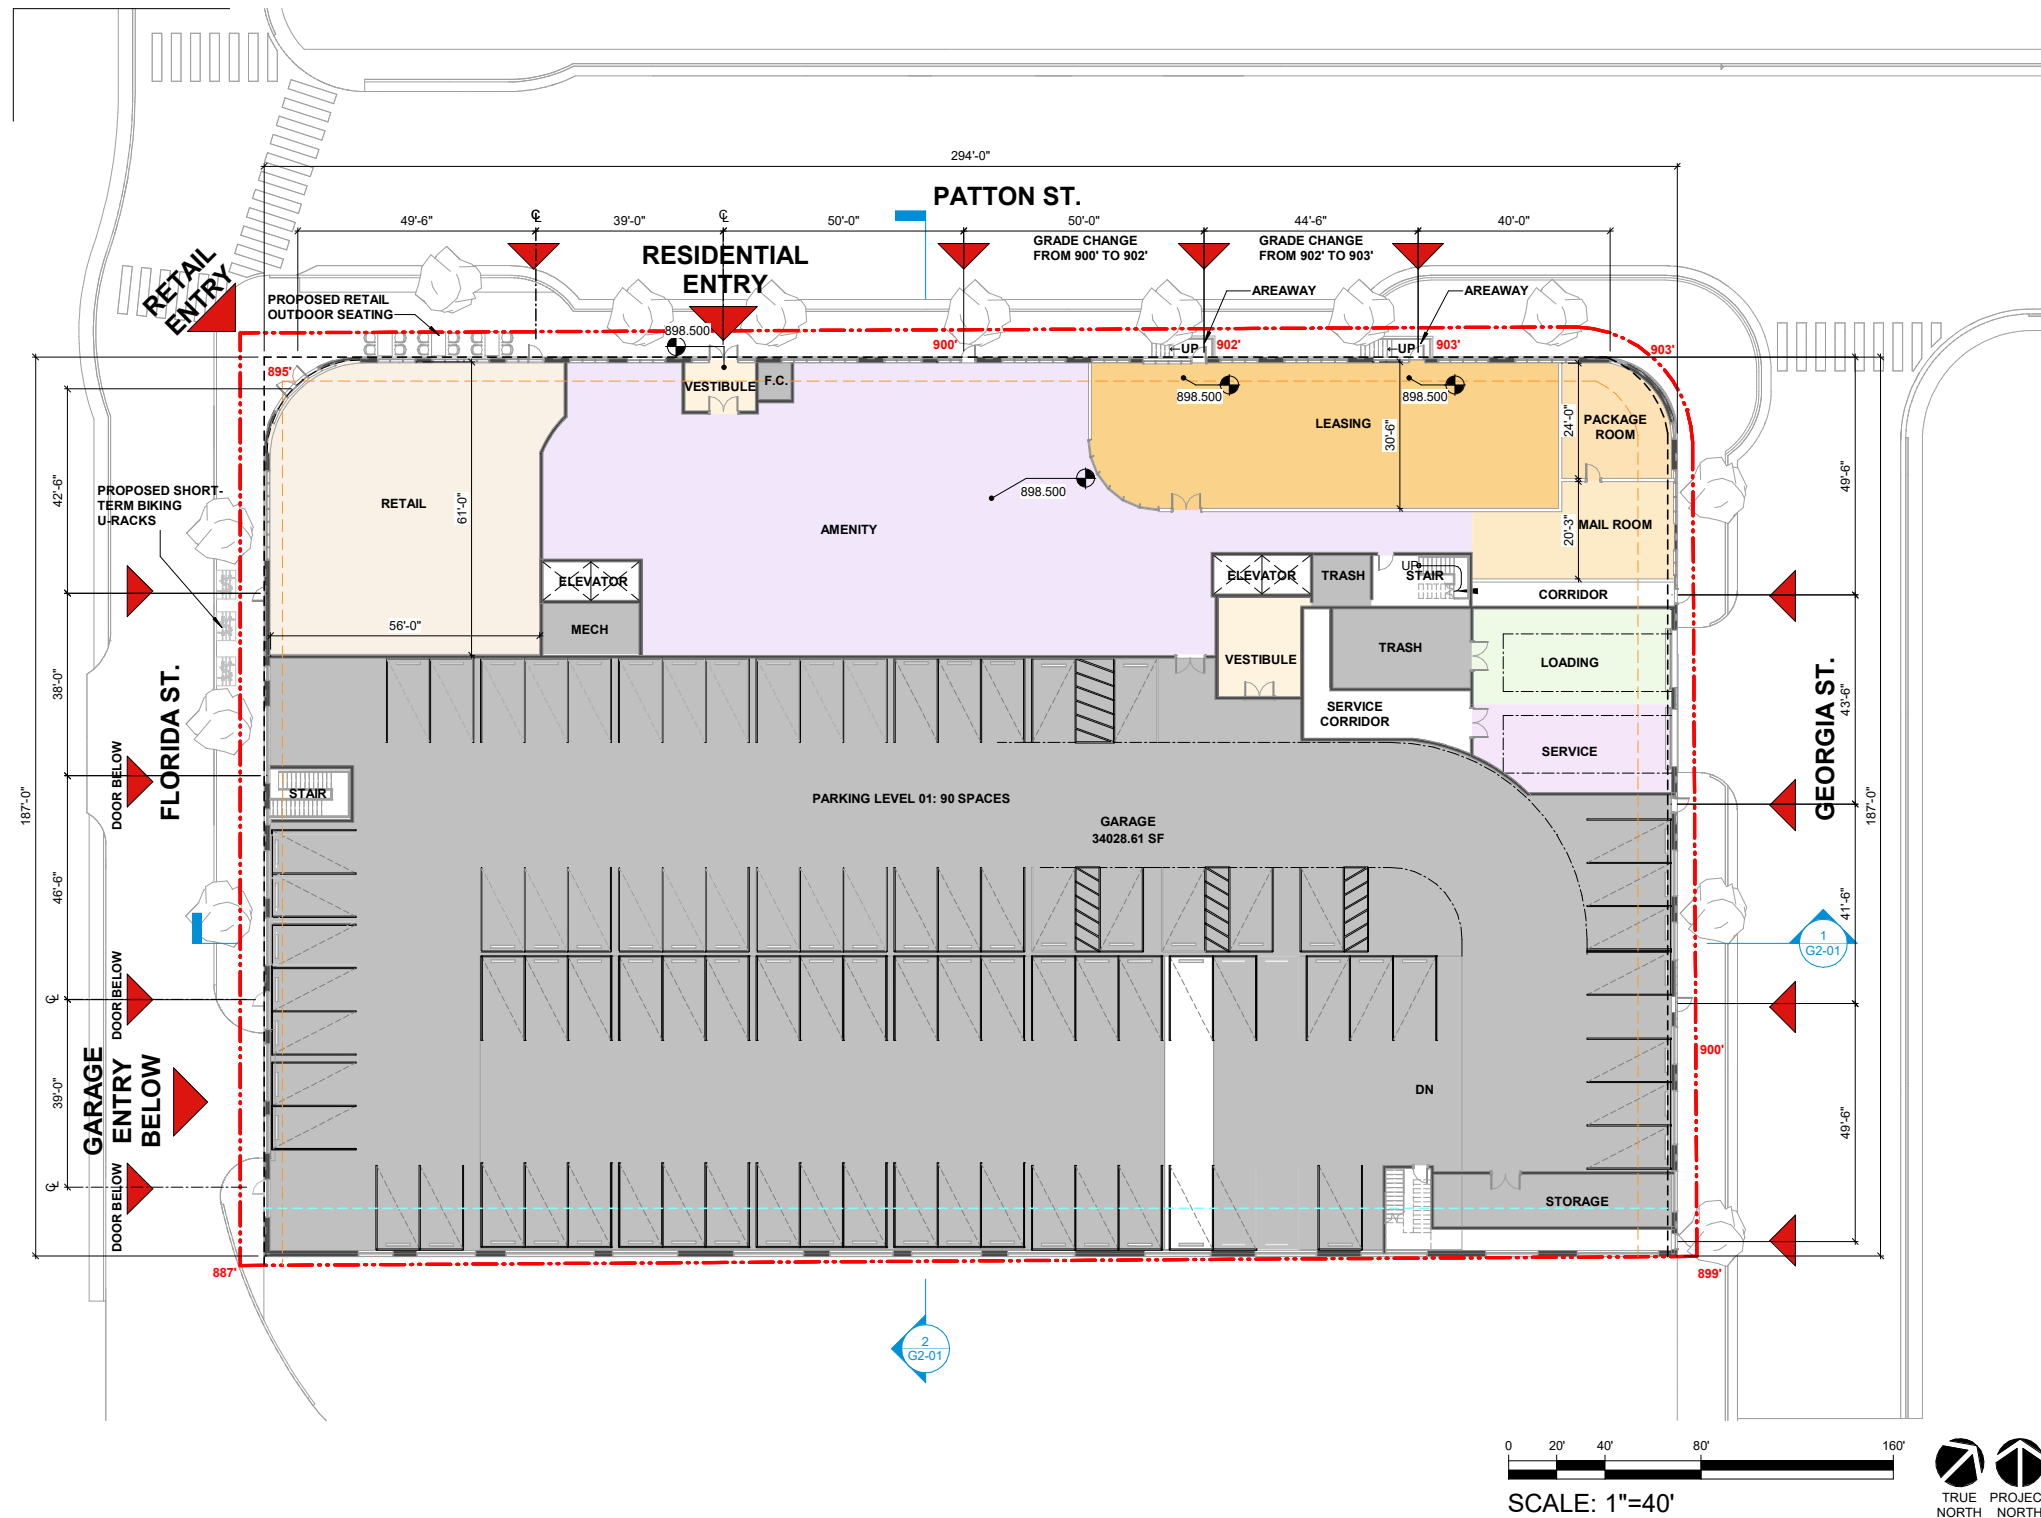 294'-0"
PATTON ST.
49'-6"
39'-0"
50'-0"
50'-0"
44'-6"
40'-0"
GRADE CHANGE
FROM 900' TO 902'
GRADE CHANGE
FROM 902' TO 903'
RESIDENTIAL
ENTRY
RETAIL
ENTRY
PROPOSED RETAIL
OUTDOOR SEATING
AREAWAY
AREAWAY
898.500
900'
UP
902'
UP
903'
903'
895'
VESTIBULE
F.C.
898.500
898.500
LEASING
30'-6"
24'-0"
PACKAGE
ROOM
PROPOSED SHORT-
TERM BIKING
U-RACKS
42'-6"
RETAIL
61'-0"
898.500
AMENITY
20'-3"
MAIL ROOM
49'-6"
ELEVATOR
ELEVATOR
TRASH
UP
STAIR
CORRIDOR
56'-0"
MECH
TRASH
VESTIBULE
LOADING
38'-0"
FLORIDA ST.
SERVICE
CORRIDOR
SERVICE
GEORGIA ST.
43'-6"
187'-0"
187'-0"
DOOR BELOW
STAIR
PARKING LEVEL 01: 90 SPACES
GARAGE
34028.61 SF
46'-6"
41'-6"
1
G2-01
DOOR BELOW
GARAGE
ENTRY
BELOW
39'-0"
900'
DN
49'-6"
DOOR BELOW
STORAGE
887'
899'
2
G2-01
0
20'
40'
80'
160'
SCALE: 1"=40'
TRUE
NORTH
PROJEC
NORTH